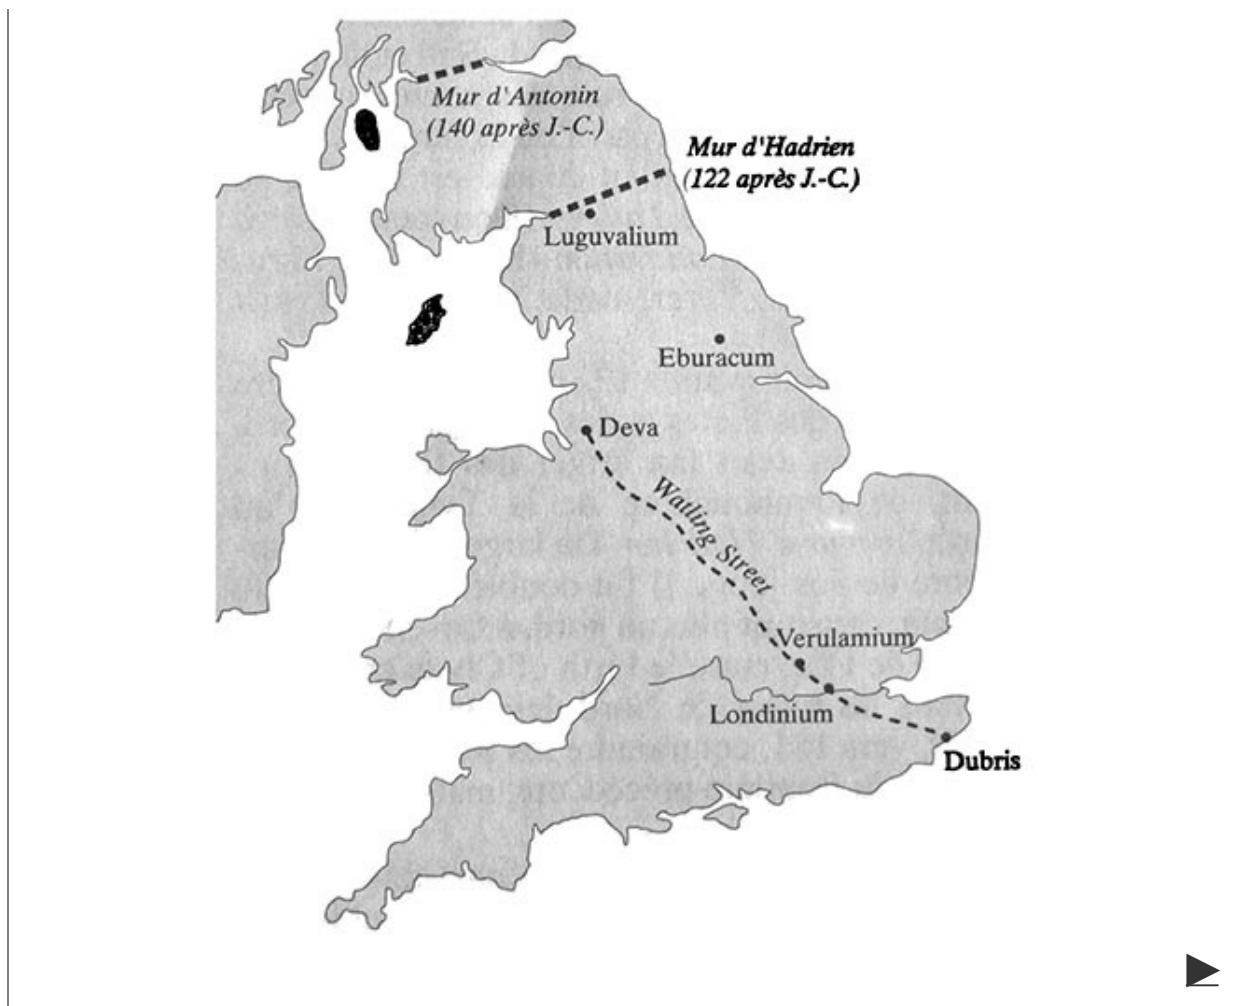 Mur d'Antonin
(140 après J.-C.)
Mur d'Hadrien
(122 après J.-C.)
Luguvalium
Eburacum
Deva
Watling Street
Verulamium
Londinium
Dubris